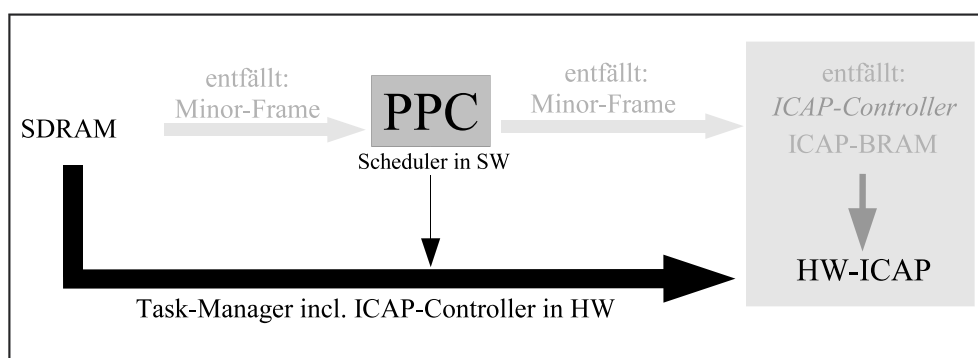 entfällt:
Minor-Frame
SDRAM
PPC
Scheduler in SW
entfällt:
Minor-Frame
entfällt:
ICAP-Controller
ICAP-BRAM
HW-ICAP
Task-Manager incl. ICAP-Controller in HW